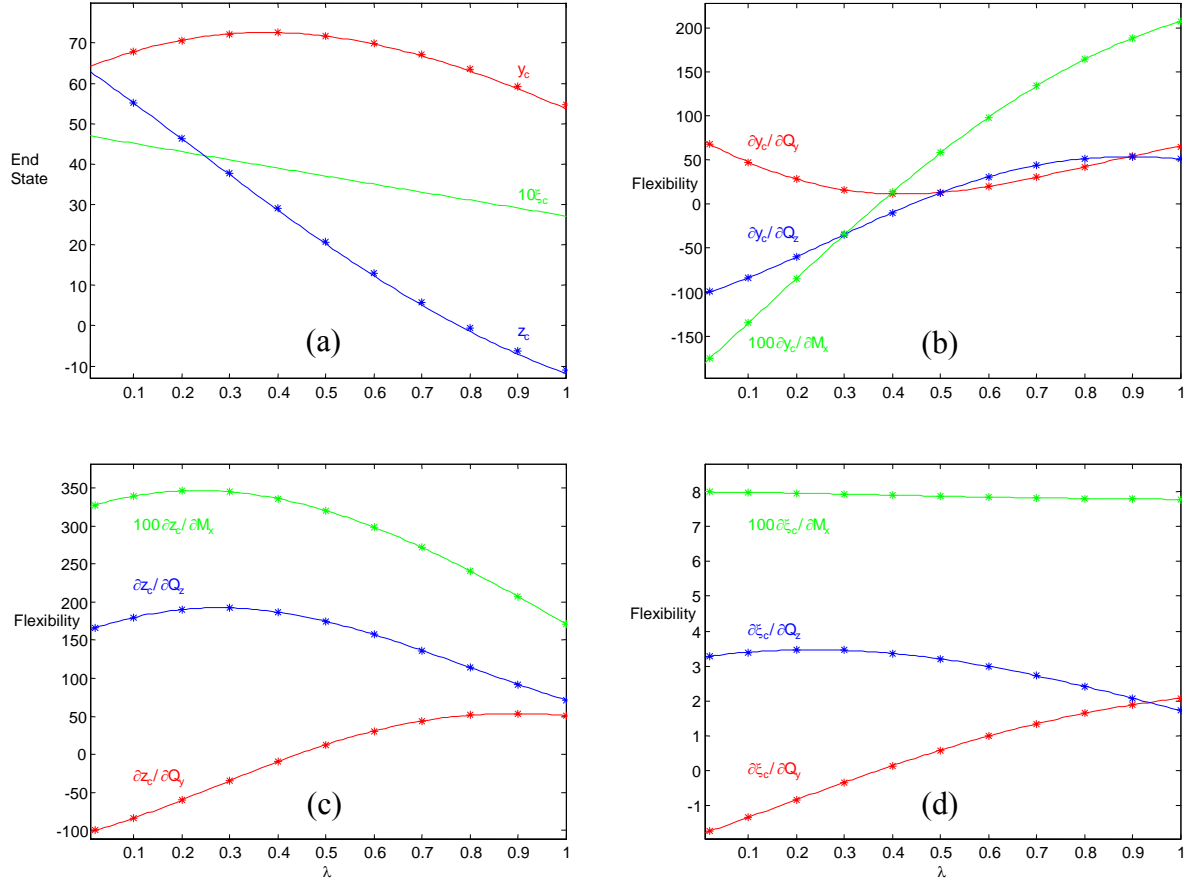 70
60
50
40
30
20
10
0
-10
End
State
y_c
10ξ_c
z_c
(a)
0.1 0.2 0.3 0.4 0.5 0.6 0.7 0.8 0.9 1
200
150
100
50
0
-50
-100
-150
Flexibility
∂y_c/∂Q_y
∂y_c/∂Q_z
100∂y_c/∂M_x
(b)
0.1 0.2 0.3 0.4 0.5 0.6 0.7 0.8 0.9 1
350
300
250
200
150
100
50
0
-50
-100
Flexibility
100∂z_c/∂M_x
∂z_c/∂Q_z
∂z_c/∂Q_y
(c)
0.1 0.2 0.3 0.4 0.5 0.6 0.7 0.8 0.9 1
λ
8
7
6
5
4
3
2
1
0
-1
Flexibility
100∂ξ_c/∂M_x
∂ξ_c/∂Q_z
∂ξ_c/∂Q_y
(d)
0.1 0.2 0.3 0.4 0.5 0.6 0.7 0.8 0.9 1
λ